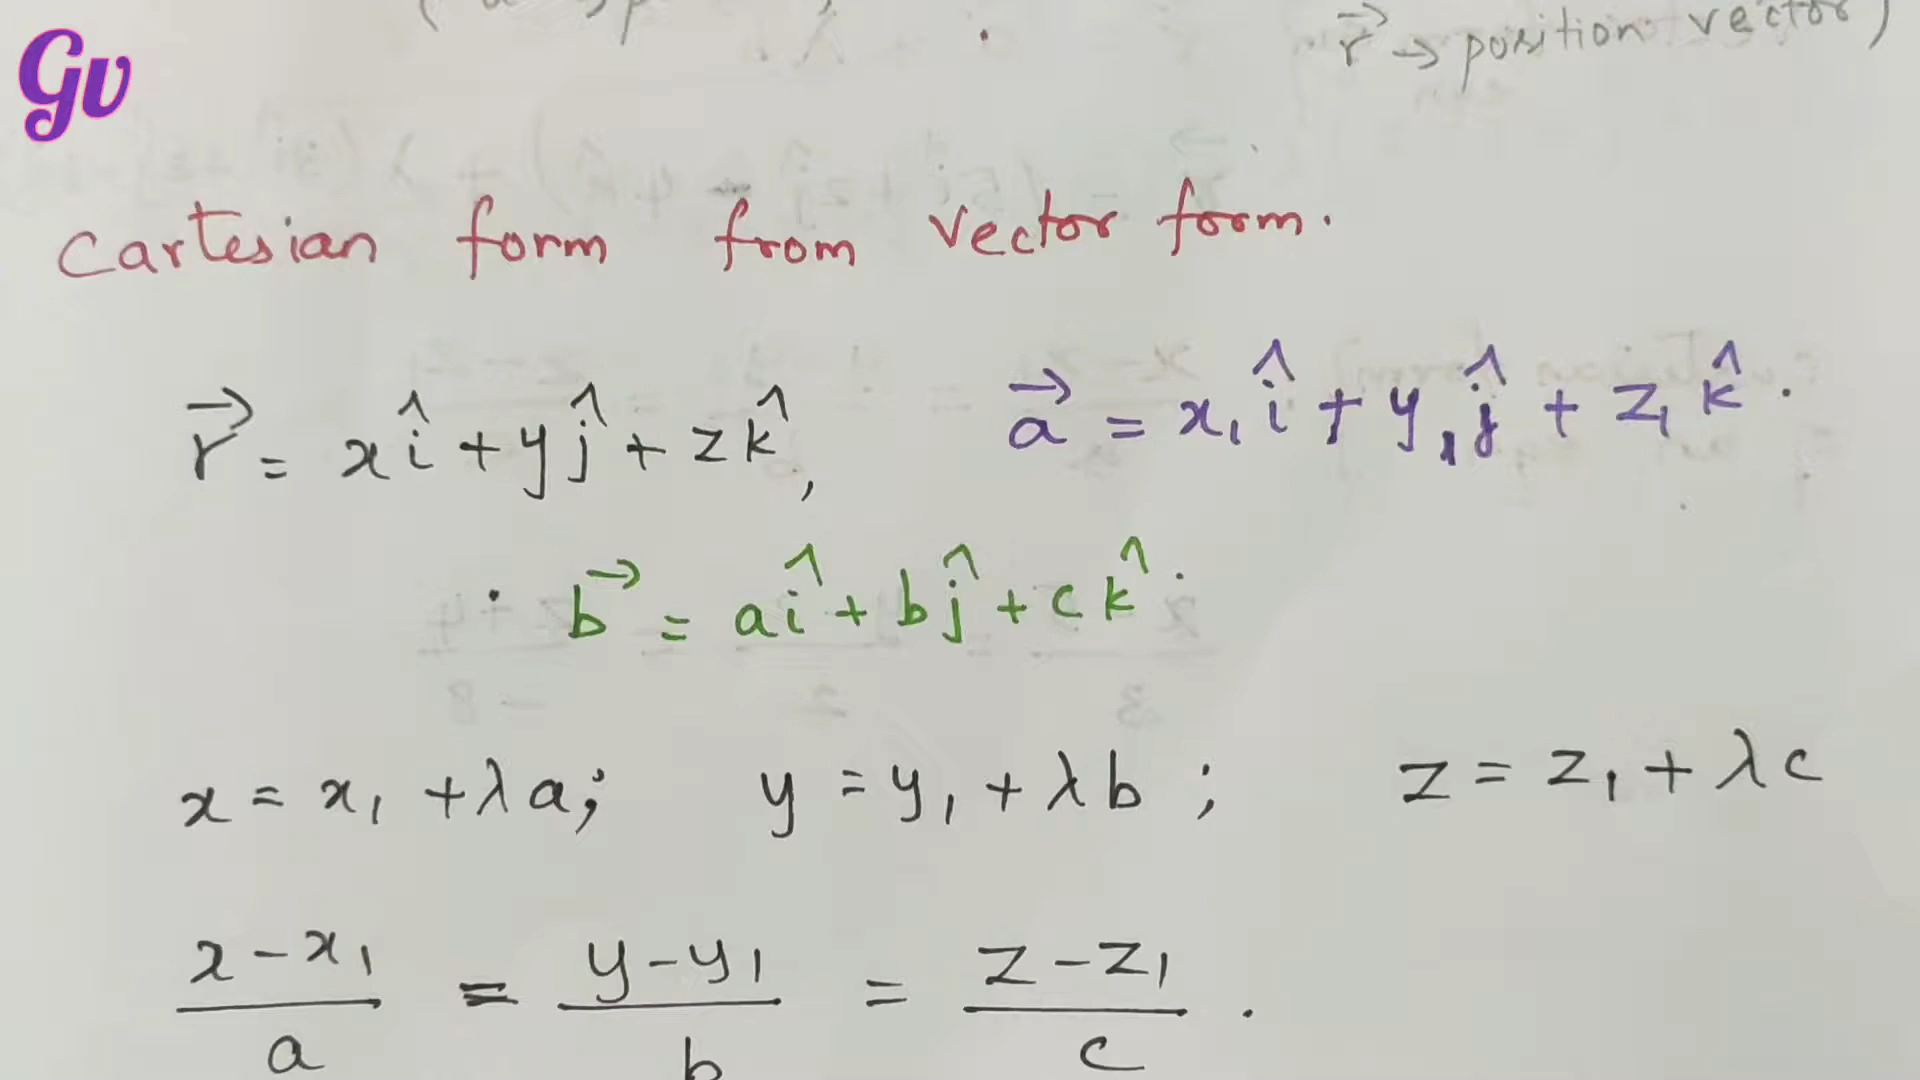 Gv
r⃗ → position vector)
Cartesian form from vector form.
r⃗ = xî + yĵ + zk̂, a⃗ = x₁î + y₁ĵ + z₁k̂.
b⃗ = aî + bĵ + ck̂
x = x₁ + λa; y = y₁ + λb; z = z₁ + λc
(x - x₁)/a = (y - y₁)/b = (z - z₁)/c.